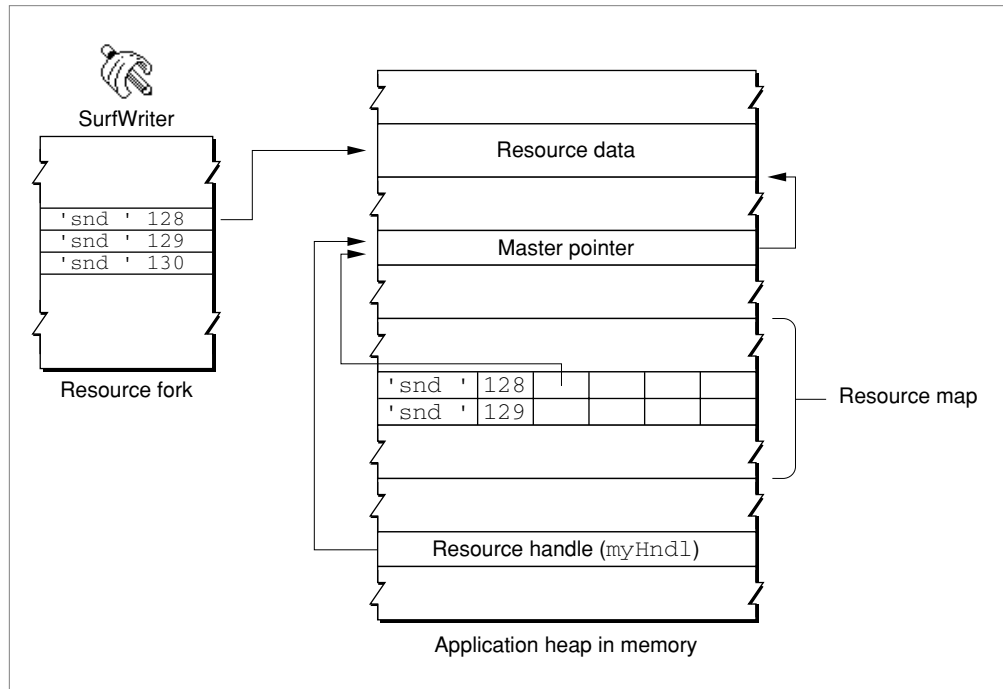 SurfWriter
'snd ' 128
'snd ' 129
'snd ' 130
Resource fork
Resource data
Master pointer
'snd ' 128
'snd ' 129
Resource map
Resource handle (myHndl)
Application heap in memory